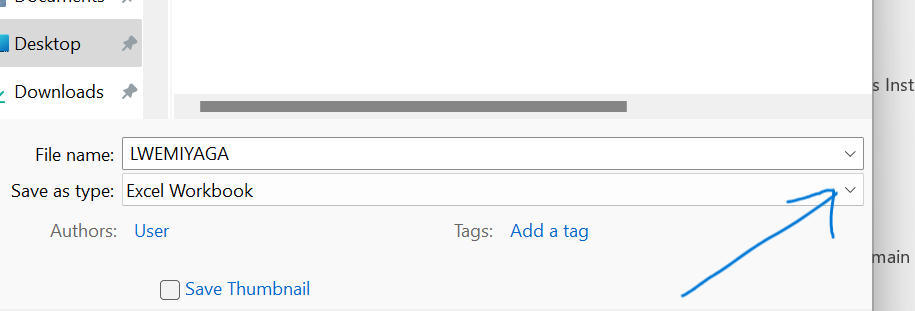 Documents
Desktop
Downloads
s Inst
File name: LWEMIYAGA
Save as type: Excel Workbook
Authors: User Tags: Add a tag
main
Save Thumbnail